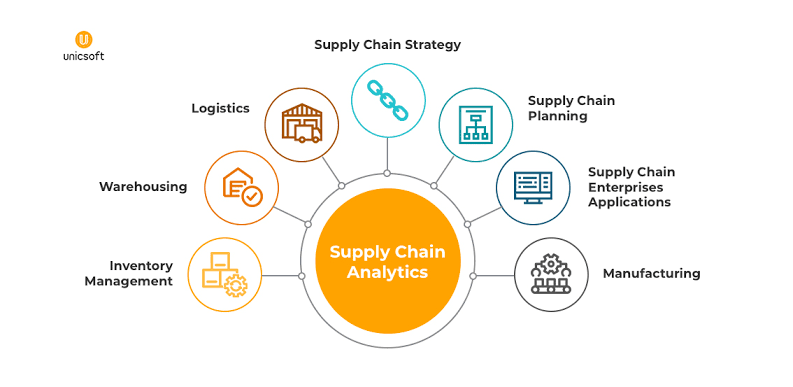 unicsoft
Supply Chain Strategy
Logistics
Supply Chain
Planning
Warehousing
Supply Chain
Enterprises
Applications
Inventory
Management
Supply Chain
Analytics
Manufacturing